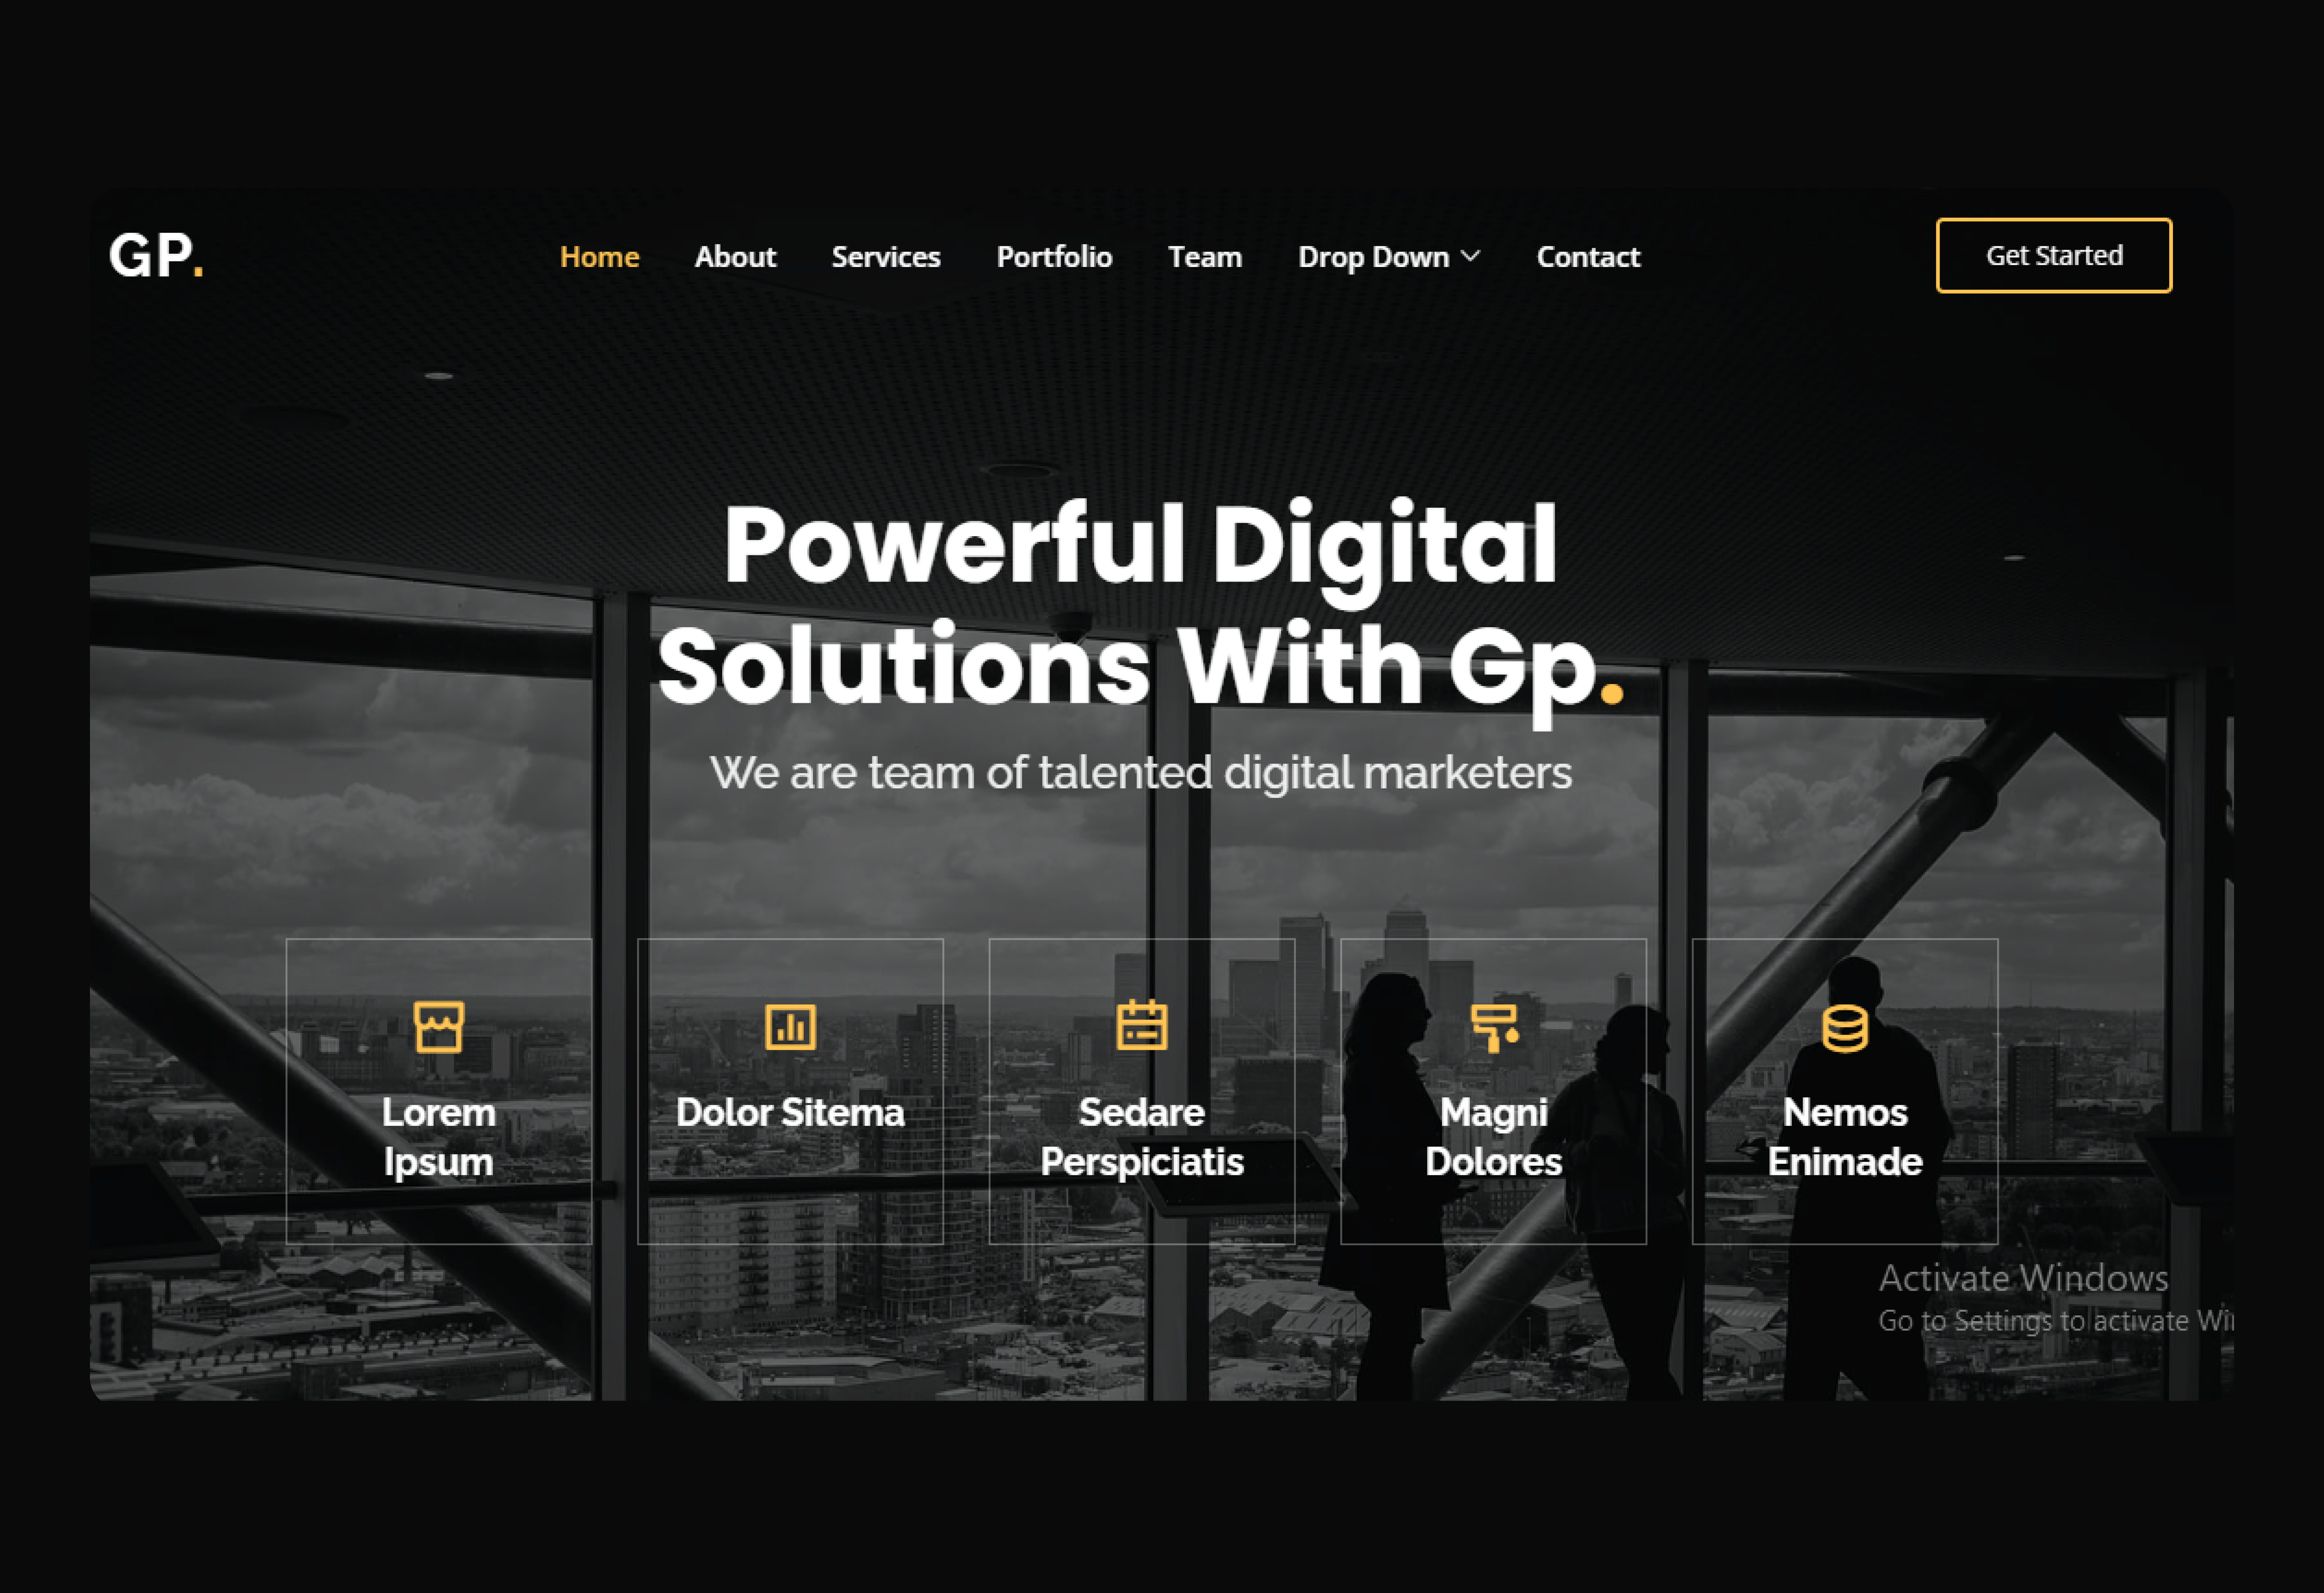 GP.
Home About Services Portfolio Team Drop Down Contact
Get Started
Powerful Digital
Solutions With Gp.
We are team of talented digital marketers
Lorem
Ipsum
Dolor Sitema
Sedare
Perspiciatis
Magni
Dolores
Nemos
Enimade
Activate Windows
Go to Settings to activate